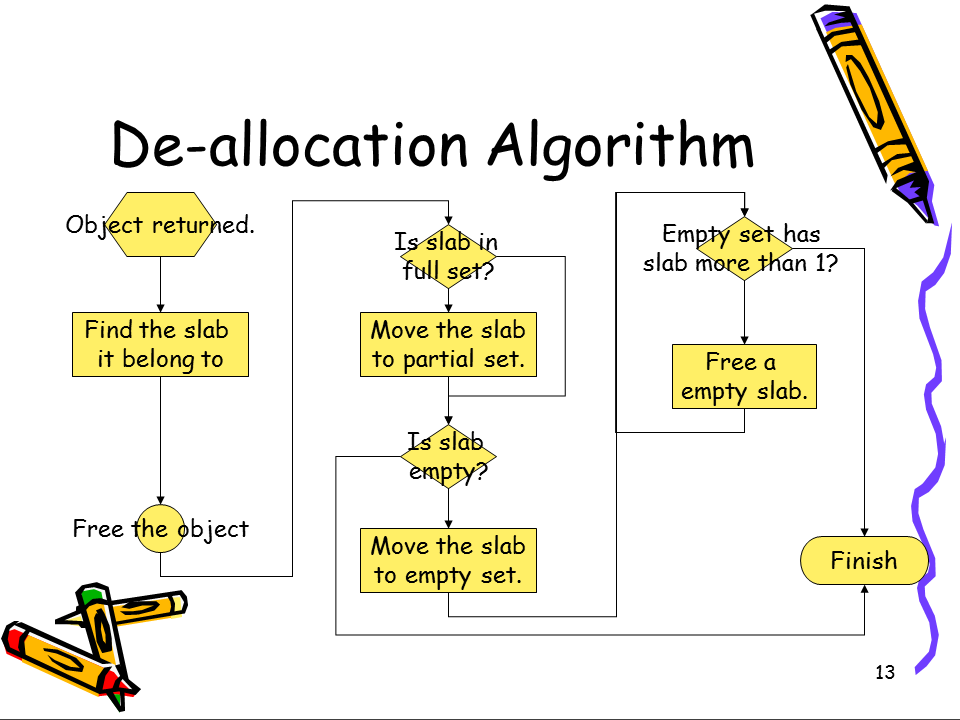 De-allocation Algorithm
Object returned.
Find the slab
it belong to
Free the object
Is slab in
full set?
Move the slab
to partial set.
Is slab
empty?
Move the slab
to empty set.
Empty set has
slab more than 1?
Free a
empty slab.
Finish
13